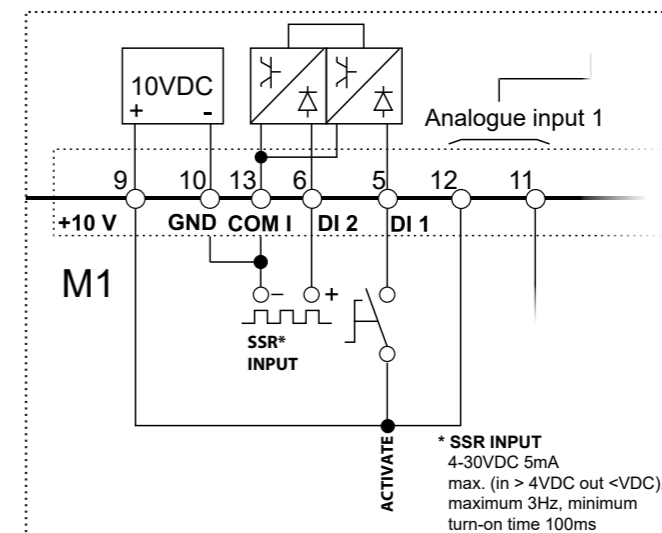 10VDC
+ -
Analogue input 1
9 10 13 6 5 12 11
+10 V GND COM I DI 2 DI 1
M1
- +
SSR*
INPUT
ACTIVATE
* SSR INPUT
4-30VDC 5mA
max. (in > 4VDC out <VDC),
maximum 3Hz, minimum
turn-on time 100ms